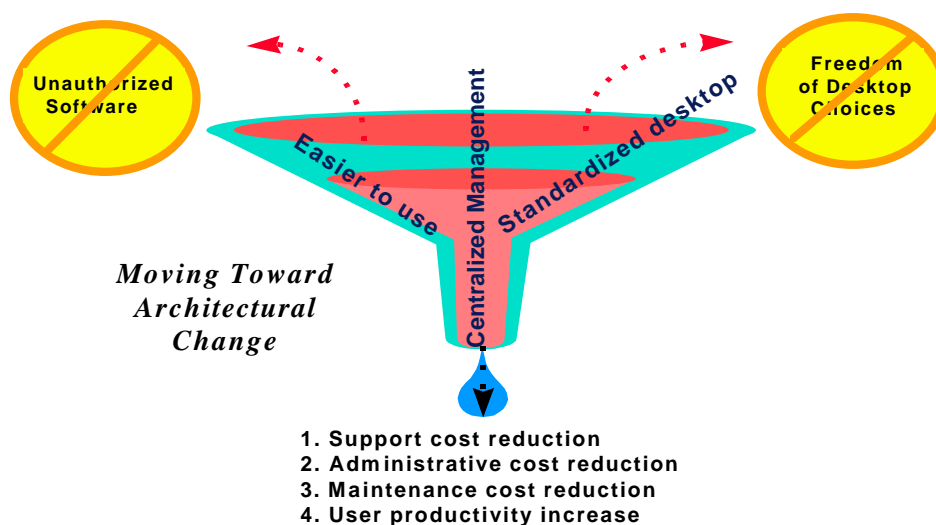 Unauthorized
Software
Freedom
of Desktop
Choices
Easier to use
Centralized Management
Standardized desktop
Moving Toward
Architectural
Change
1. Support cost reduction
2. Administrative cost reduction
3. Maintenance cost reduction
4. User productivity increase